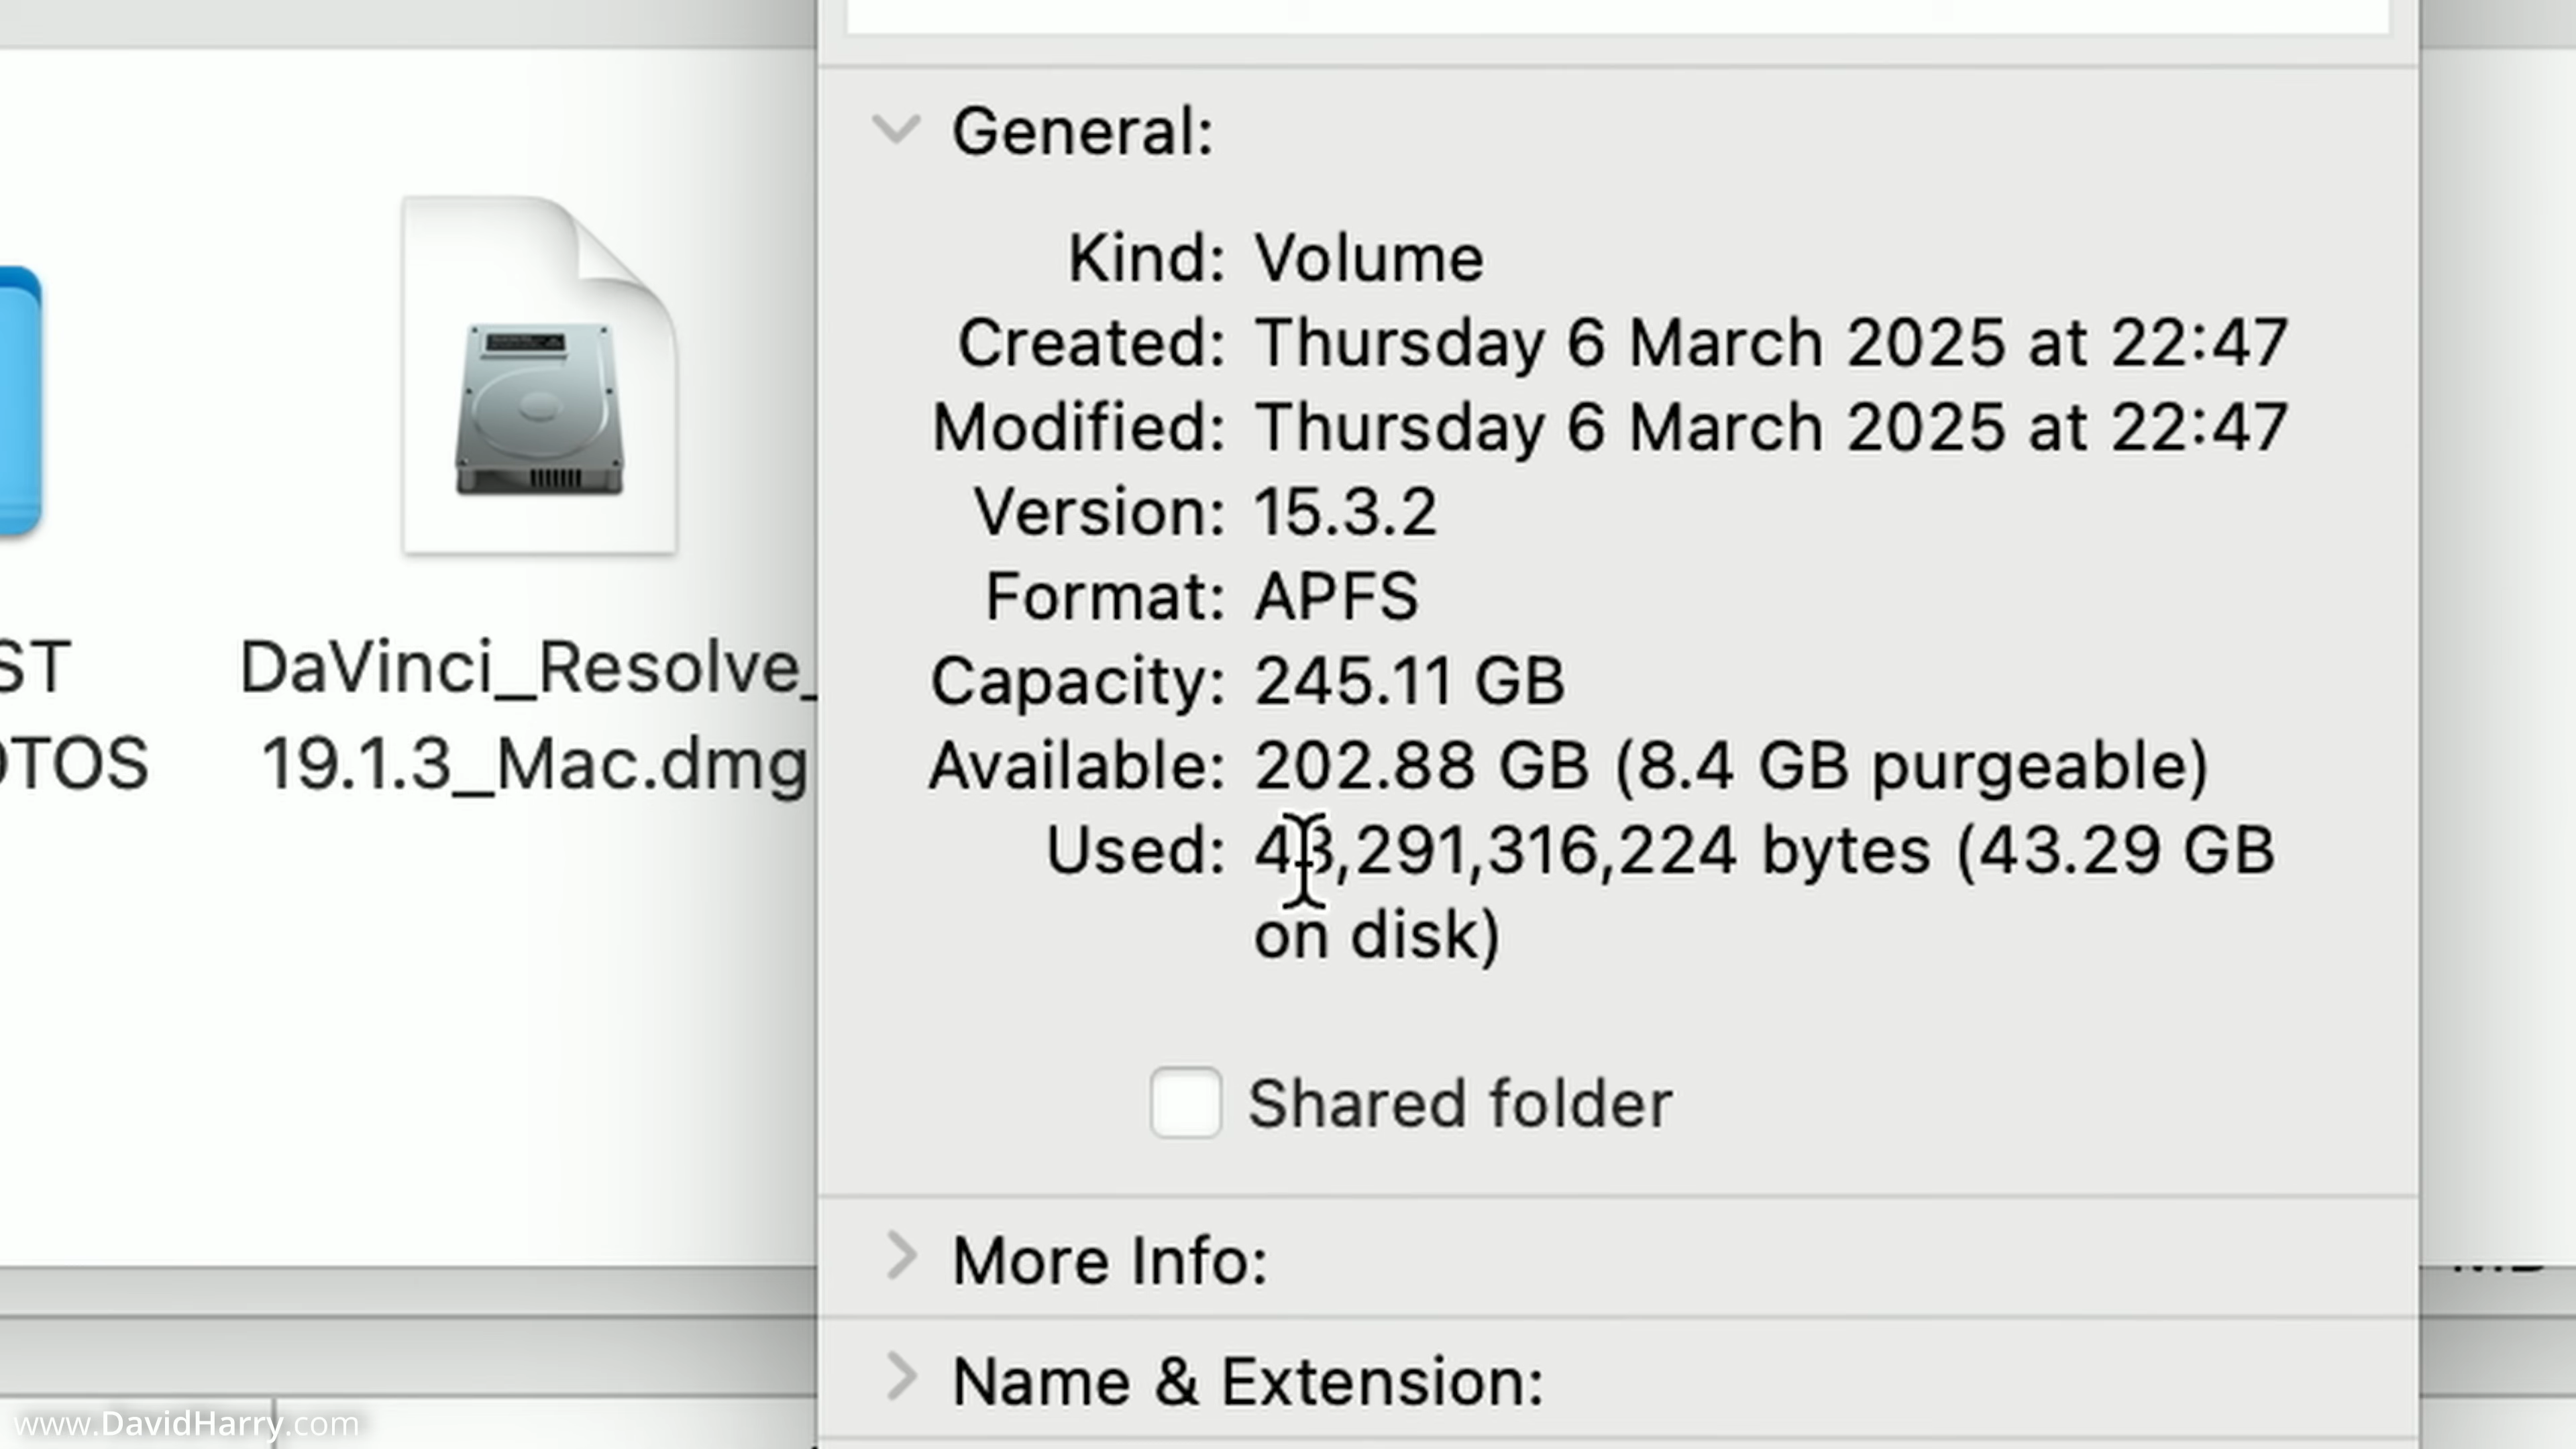 General:
Kind: Volume
Created: Thursday 6 March 2025 at 22:47
Modified: Thursday 6 March 2025 at 22:47
Version: 15.3.2
Format: APFS
Capacity: 245.11 GB
Available: 202.88 GB (8.4 GB purgeable)
Used: 43,291,316,224 bytes (43.29 GB
on disk)
Shared folder
More Info:
Name & Extension:
DaVinci_Resolve_
19.1.3_Mac.dmg
ST
OTOS
www.DavidHarry.com